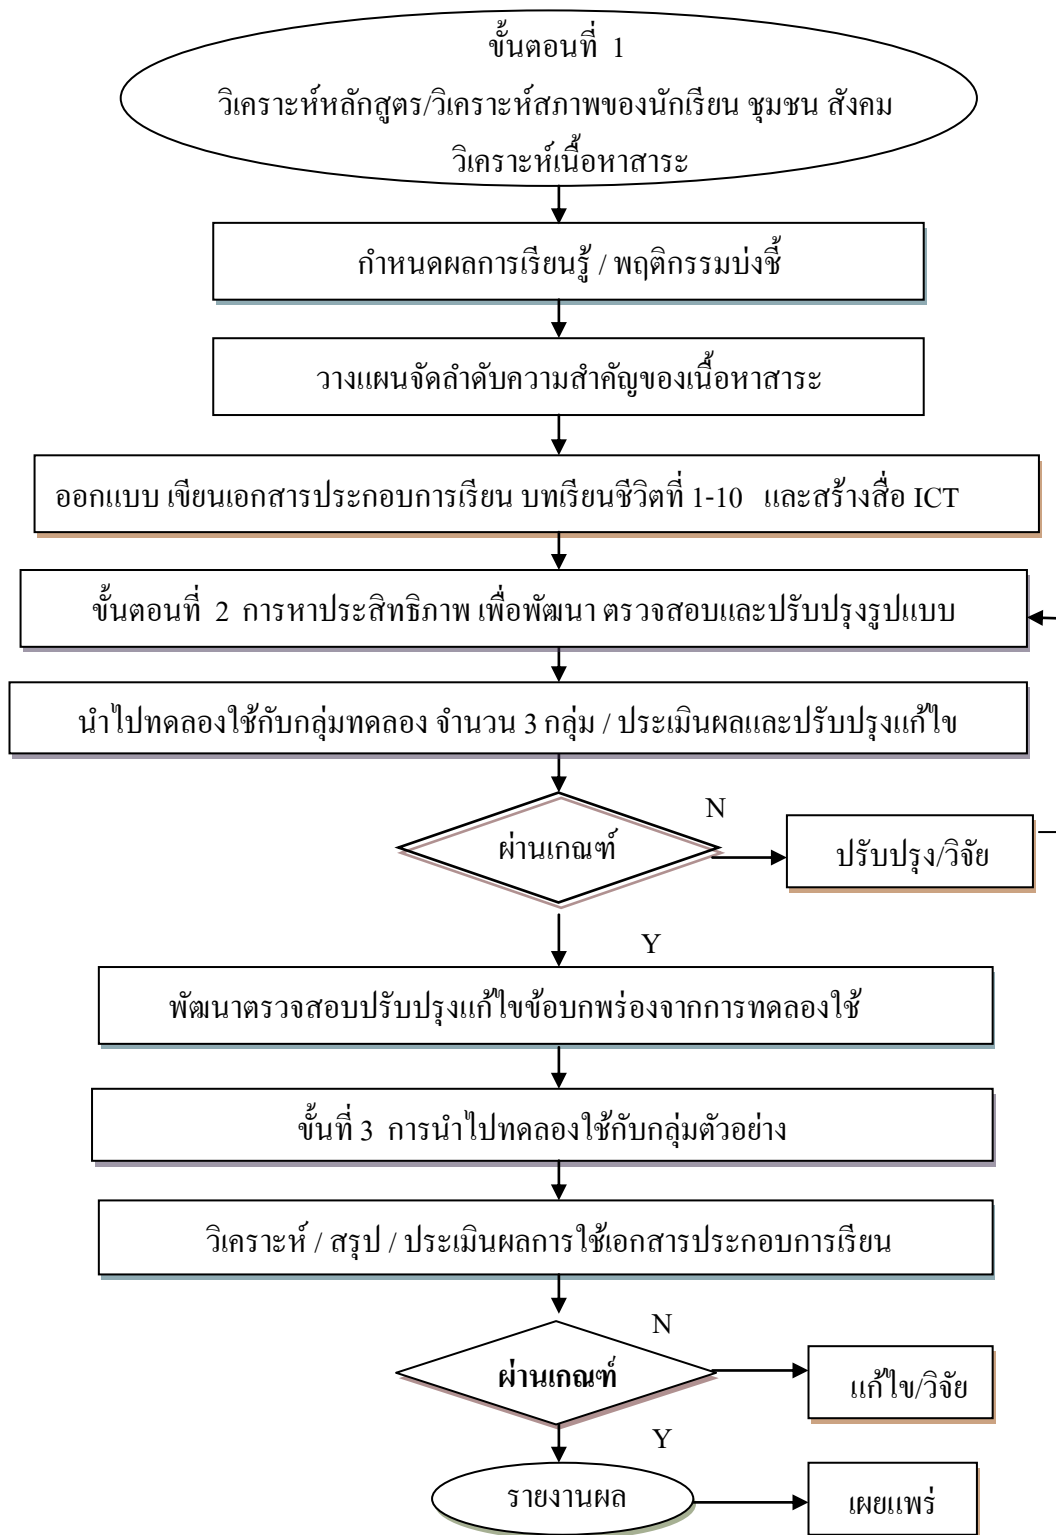 ขั้นตอนที่ 1
วิเคราะห์หลักสูตร/วิเคราะห์สภาพของนักเรียน ชุมชน สังคม
วิเคราะห์เนื้อหาสาระ
กำหนดผลการเรียนรู้ / พฤติกรรมบ่งชี้
วางแผนจัดลำดับความสำคัญของเนื้อหาสาระ
ออกแบบ เขียนเอกสารประกอบการเรียน บทเรียนชีวิตที่ 1-10 และสร้างสื่อ ICT
ขั้นตอนที่ 2 การหาประสิทธิภาพ เพื่อพัฒนา ตรวจสอบและปรับปรุงรูปแบบ
นำไปทดลองใช้กับกลุ่มทดลอง จำนวน 3 กลุ่ม / ประเมินผลและปรับปรุงแก้ไข
N
ผ่านเกณฑ์
ปรับปรุง/วิจัย
Y
พัฒนาตรวจสอบปรับปรุงแก้ไขข้อบกพร่องจากการทดลองใช้
ขั้นที่ 3 การนำไปทดลองใช้กับกลุ่มตัวอย่าง
วิเคราะห์ / สรุป / ประเมินผลการใช้เอกสารประกอบการเรียน
N
ผ่านเกณฑ์
แก้ไข/วิจัย
Y
รายงานผล
เผยแพร่